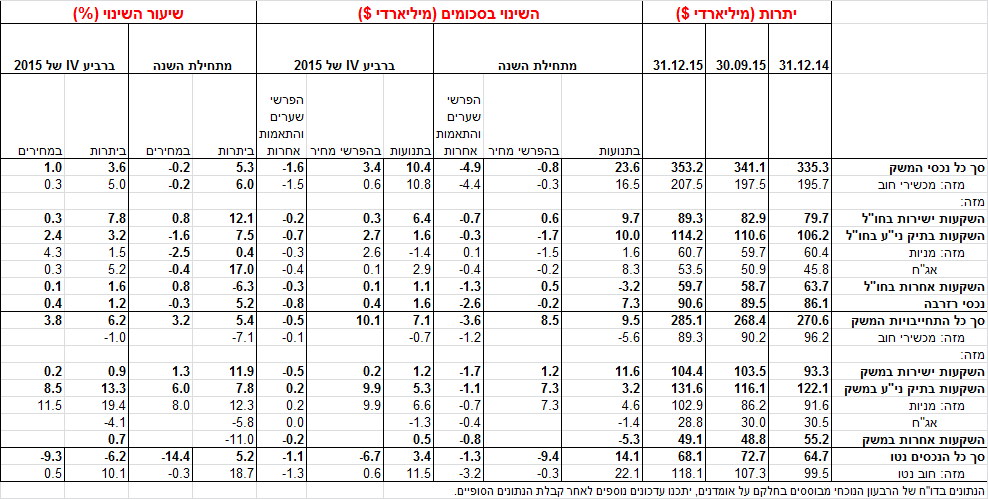 יתרות (מיליארדי $) השינוי בסכומים (מיליארדי $) שיעור השינוי (%)
31.12.14 30.09.15 31.12.15 מתחילת השנה ברביע IV של 2015 מתחילת השנה ברביע IV של 2015
בתנועות בהפרשי מחיר הפרשי שערים והתאמות אחרות בתנועות בהפרשי מחיר הפרשי שערים והתאמות אחרות ביתרות במחירים ביתרות במחירים
סך כל נכסי המשק 335.3 341.1 353.2 23.6 -0.8 -4.9 10.4 3.4 -1.6 5.3 -0.2 3.6 1.0
מזה: מכשירי חוב 195.7 197.5 207.5 16.5 -0.3 -4.4 10.8 0.6 -1.5 6.0 -0.2 5.0 0.3
מזה:
השקעות ישירות בחו"ל 79.7 82.9 89.3 9.7 0.6 -0.7 6.4 0.3 -0.2 12.1 0.8 7.8 0.3
השקעות בתיק ני"ע בחו"ל 106.2 110.6 114.2 10.0 -1.7 -0.3 1.6 2.7 -0.7 7.5 -1.6 3.2 2.4
מזה: מניות 60.4 59.7 60.7 1.6 -1.5 0.1 -1.4 2.6 -0.3 0.4 -2.5 1.5 4.3
אג"ח 45.8 50.9 53.5 8.3 -0.2 -0.4 2.9 0.1 -0.4 17.0 -0.4 5.2 0.3
השקעות אחרות בחו"ל 63.7 58.7 59.7 -3.2 0.5 -1.3 1.1 0.1 -0.3 -6.3 0.8 1.6 0.1
נכסי רזרבה 86.1 89.5 90.6 7.3 -0.2 -2.6 1.6 0.4 -0.8 5.2 -0.3 1.2 0.4
סך כל התחייבויות המשק 270.6 268.4 285.1 9.5 8.5 -3.6 7.1 10.1 -0.5 5.4 3.2 6.2 3.8
מזה: מכשירי חוב 96.2 90.2 89.3 -5.6 -1.2 -0.7 -0.1 -7.1 -1.0
מזה:
השקעות ישירות במשק 93.3 103.5 104.4 11.6 1.2 -1.7 1.2 0.2 -0.5 11.9 1.3 0.9 0.2
השקעות בתיק ני"ע במשק 122.1 116.1 131.6 3.2 7.3 -1.1 5.3 9.9 0.2 7.8 6.0 13.3 8.5
מזה: מניות 91.6 86.2 102.9 4.6 7.3 -0.7 6.6 9.9 0.2 12.3 8.0 19.4 11.5
אג"ח 30.5 30.0 28.8 -1.4 -0.4 -1.3 0.0 -5.8 -4.1
השקעות אחרות במשק 55.2 48.8 49.1 -5.3 -0.8 0.5 -0.2 -11.0 0.7
סך כל הנכסים נטו 64.7 72.7 68.1 14.1 -9.4 -1.3 3.4 -6.7 -1.1 5.2 -14.4 -6.2 -9.3
מזה: חוב נטו 99.5 107.3 118.1 22.1 -0.3 -3.2 11.5 0.6 -1.3 18.7 -0.3 10.1 0.5
הנתונים בדו"ח של הרבעון הנוכחי מבוססים בחלקם על אומדנים, יתכנו עדכונים נוספים לאחר קבלת הנתונים הסופיים.